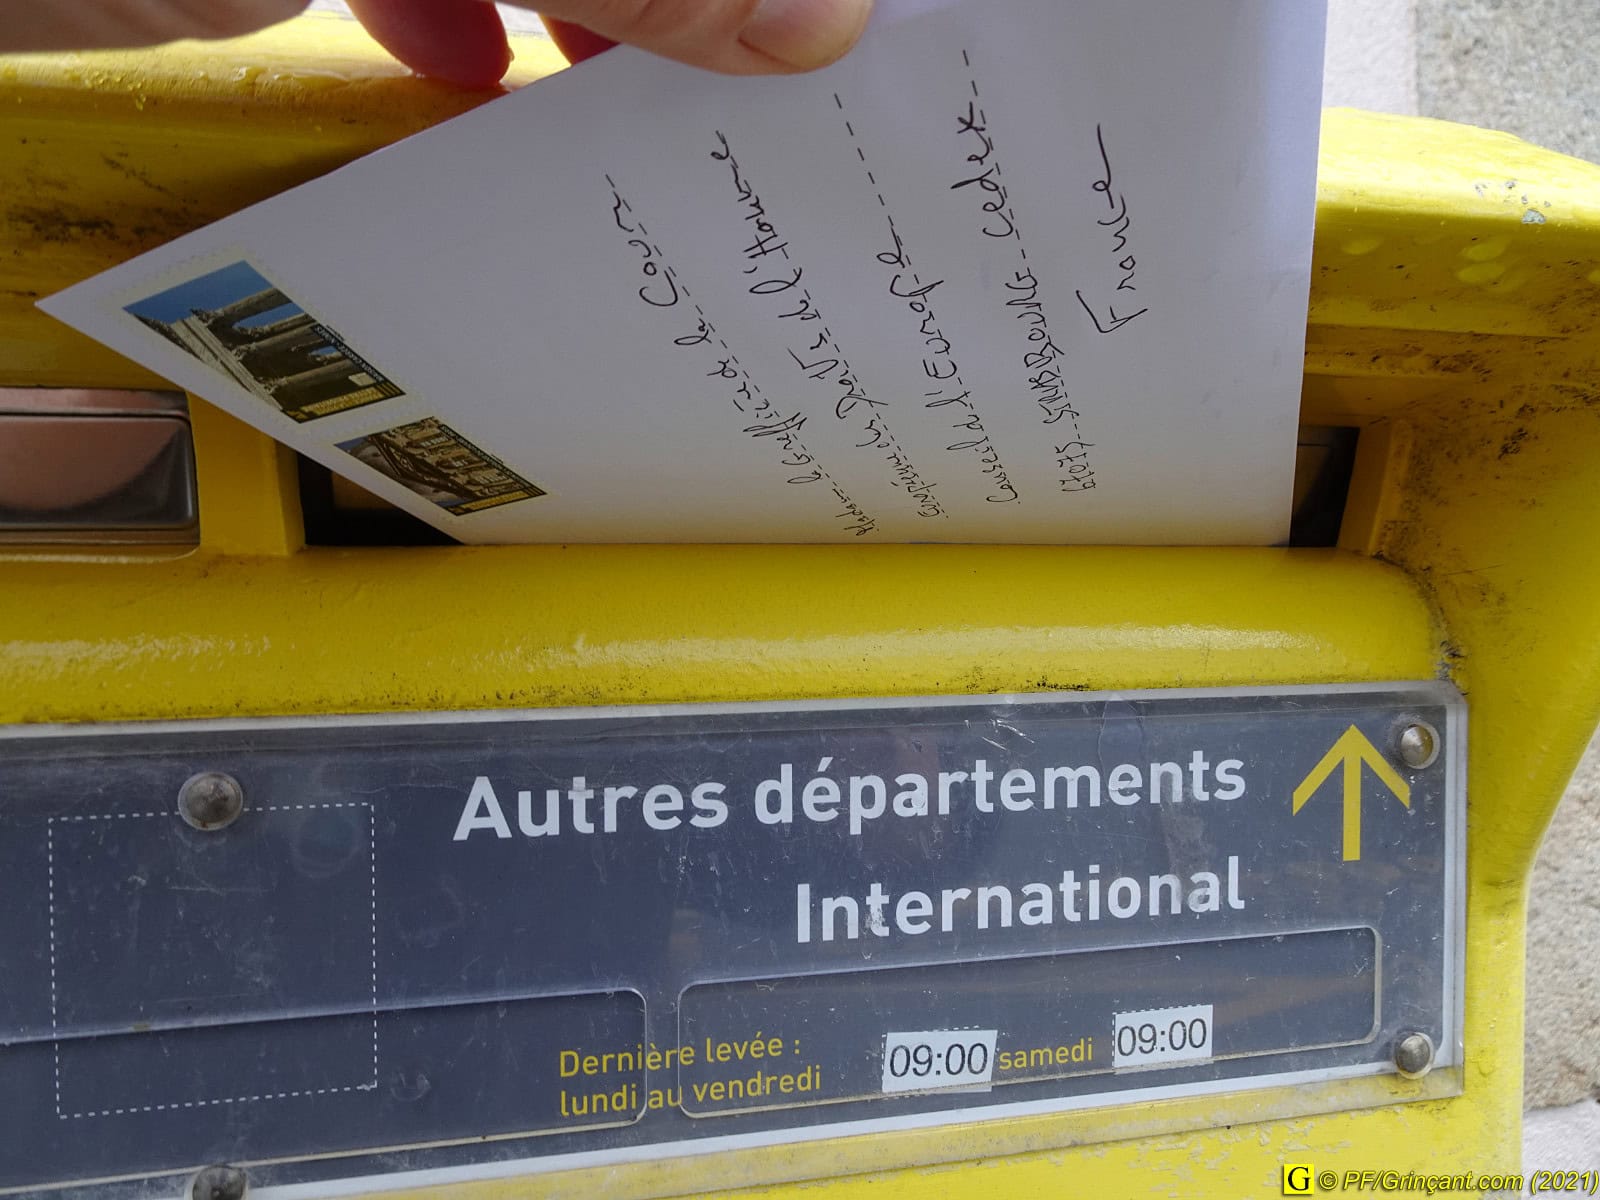 Madame la Greffière de la Cour
Européenne des Droits de l'Homme
Conseil de l'Europe
67075 STRASBOURG cedex
France
Autres départements
International
Dernière levée :
lundi au vendredi 09:00 samedi 09:00
G © PF/Grinçant.com (2021)